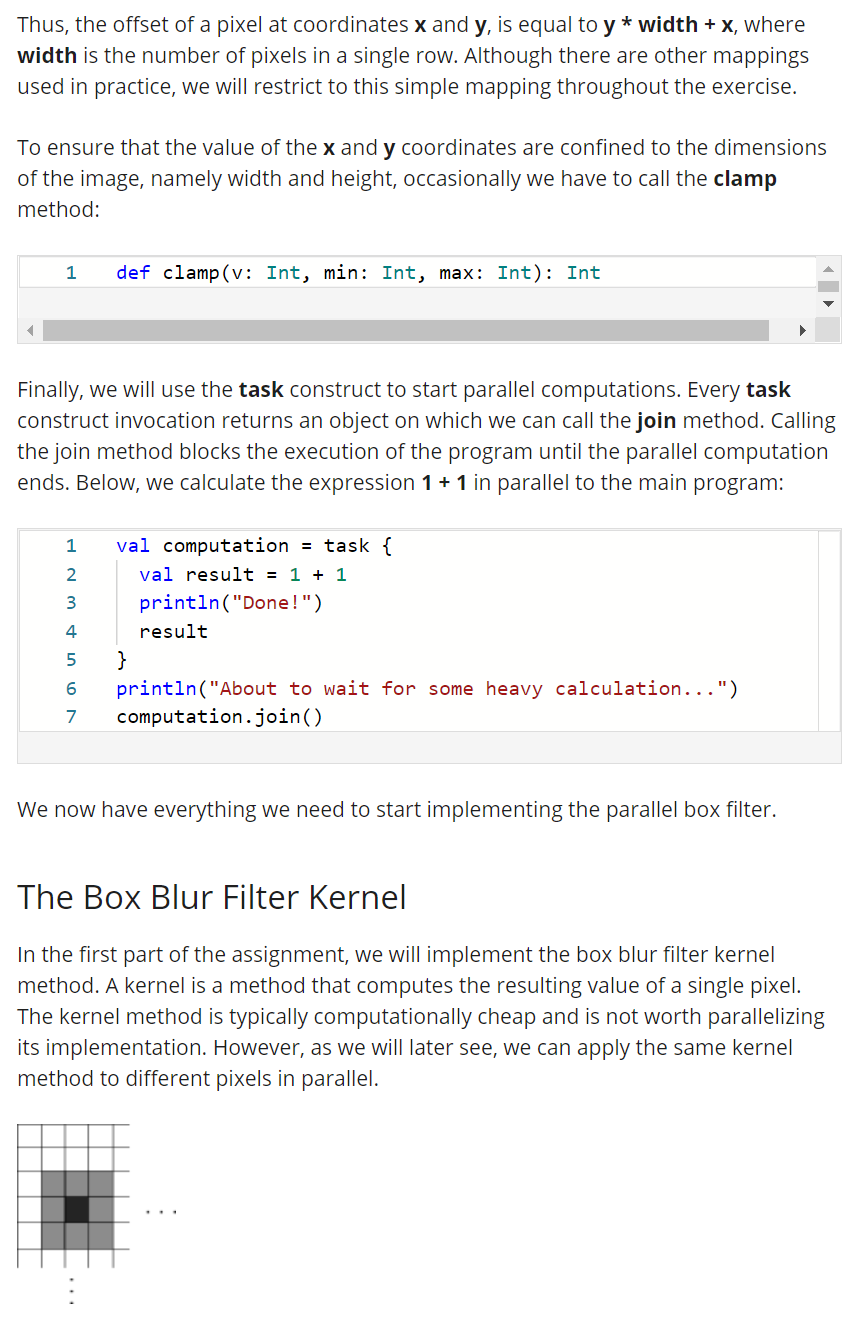 Thus, the offset of a pixel at coordinates x and y, is equal to y * width + x, where
width is the number of pixels in a single row. Although there are other mappings
used in practice, we will restrict to this simple mapping throughout the exercise.
To ensure that the value of the x and y coordinates are confined to the dimensions
of the image, namely width and height, occasionally we have to call the clamp
method:
1 def clamp(v: Int, min: Int, max: Int): Int
Finally, we will use the task construct to start parallel computations. Every task
construct invocation returns an object on which we can call the join method. Calling
the join method blocks the execution of the program until the parallel computation
ends. Below, we calculate the expression 1 + 1 in parallel to the main program:
1 val computation = task {
2 val result = 1 + 1
3 println("Done!")
4 result
5 }
6 println("About to wait for some heavy calculation...")
7 computation.join()
We now have everything we need to start implementing the parallel box filter.
The Box Blur Filter Kernel
In the first part of the assignment, we will implement the box blur filter kernel
method. A kernel is a method that computes the resulting value of a single pixel.
The kernel method is typically computationally cheap and is not worth parallelizing
its implementation. However, as we will later see, we can apply the same kernel
method to different pixels in parallel.